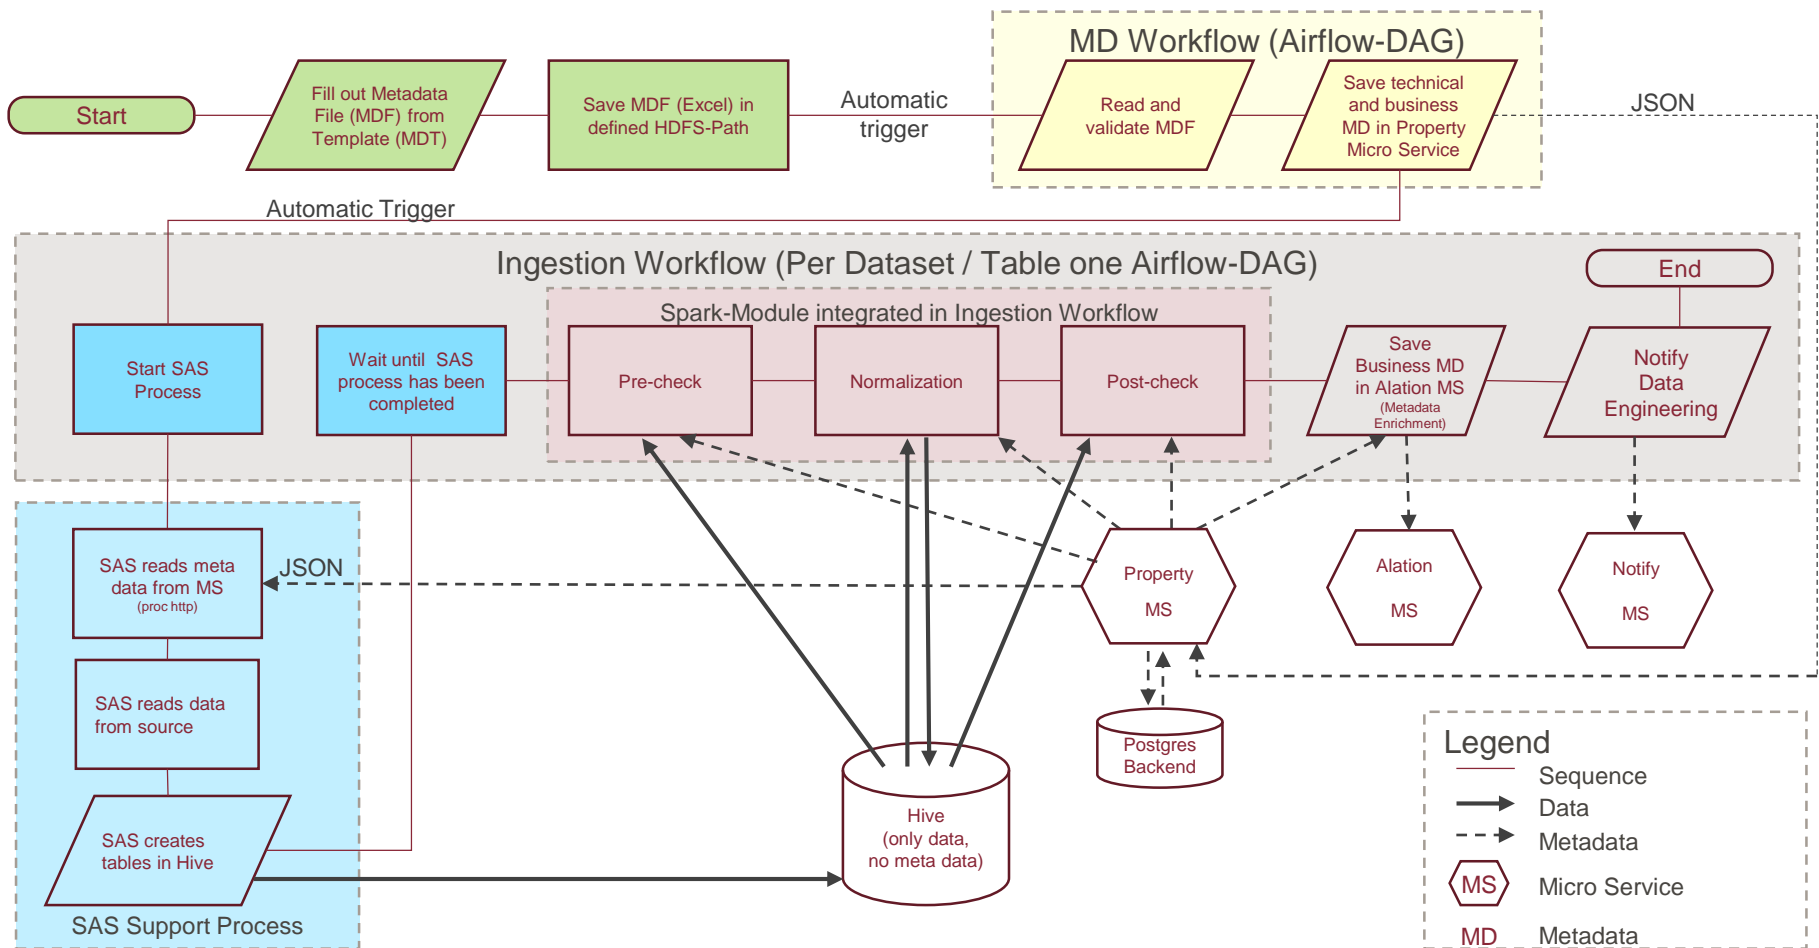 MD Workflow (Airflow-DAG)
Start
Fill out Metadata
File (MDF) from
Template (MDT)
Save MDF (Excel) in
defined HDFS-Path
Automatic
trigger
Read and
validate MDF
Save technical
and business
MD in Property
Micro Service
JSON
Automatic Trigger
Ingestion Workflow (Per Dataset / Table one Airflow-DAG)
End
Spark-Module integrated in Ingestion Workflow
Start SAS
Process
Wait until SAS
process has been
completed
Pre-check
Normalization
Post-check
Save
Business MD
in Alation MS
(Metadata
Enrichment)
Notify
Data
Engineering
SAS reads meta
data from MS
(proc http)
JSON
Property
MS
Alation
MS
Notify
MS
SAS reads data
from source
Postgres
Backend
SAS creates
tables in Hive
Hive
(only data,
no meta data)
SAS Support Process
Legend
Sequence
Data
Metadata
MS Micro Service
MD Metadata